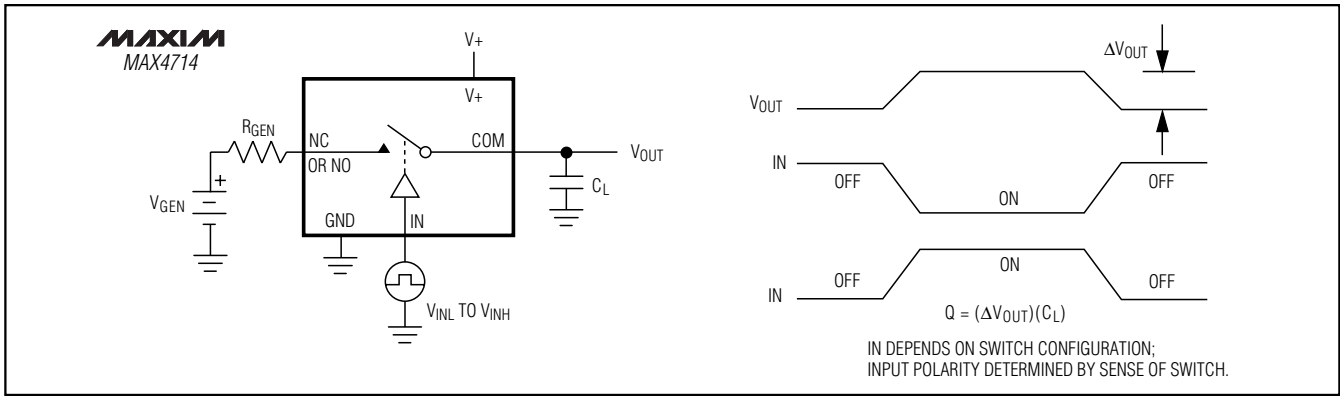 MAXIM
MAX4714
V+
V+
RGEN
NC
OR NO
COM
VOUT
CL
VGEN
+
GND
IN
VINL TO VINH
ΔVOUT
VOUT
IN
OFF
ON
OFF
IN
OFF
ON
OFF
Q = (ΔVOUT)(CL)
IN DEPENDS ON SWITCH CONFIGURATION;
INPUT POLARITY DETERMINED BY SENSE OF SWITCH.